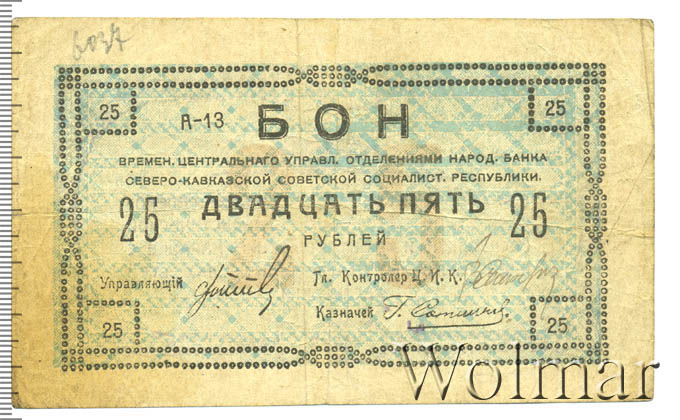 6037
25 25
А-13 БОН
ВРЕМЕН. ЦЕНТРАЛЬНАГО УПРАВЛ. ОТДЕЛЕНИЯМИ НАРОД. БАНКА
СЕВЕРО-КАВКАЗСКОЙ СОВЕТСКОЙ СОЦИАЛИСТ. РЕСПУБЛИКИ.
25 ДВАДЦАТЬ ПЯТЬ 25
РУБЛЕЙ
Управляющій Гл. Контролер Ц. И. К.
Казначей
25 25
Wolmar